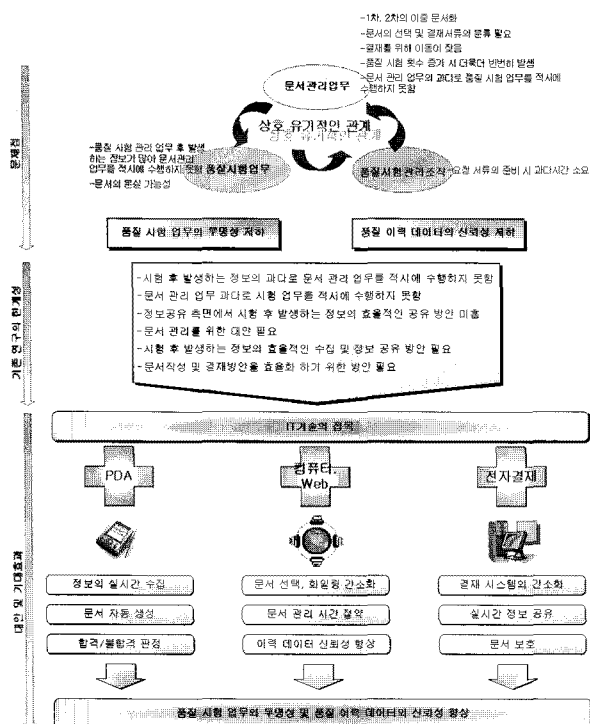 -1차, 2차의 이중 문서화
-문서의 선택 및 결재서류의 분류 필요
-결재를 위해 이동이 잦음
-품질 시험 횟수 증가 시 더욱더 빈번히 발생
-문서 관리 업무의 과다로 품질 시험 업무를 적시에
수행하지 못함
문서관리업무
상호 유기적인 관계
-품질 시험 관리 업무 후 발생
하는 정보가 많아 문서관리
업무를 적시에 수행하지 못함
-문서의 분실 가능성
품질시험업무
품질시험관리조직
-요청 서류의 준비 시 과다시간 소요
문제점
품질 시험 업무의 투명성 저하
품질 이력 데이터의 신뢰성 저하
기존 연구의 한계성
-시험 후 발생하는 정보의 과다로 문서 관리 업무를 적시에 수행하지 못함
-문서 관리 업무 과다로 시험 업무를 적시에 수행하지 못함
-정보공유 측면에서 시험 후 발생하는 정보의 효율적인 공유 방안 미흡
-문서 관리를 위한 대안 필요
-시험 후 발생하는 정보의 효율적인 수집 및 정보 공유 방안 필요
-문서작성 및 결재방안을 효율화 하기 위한 방안 필요
대안 및 기대효과
IT기술의 접목
PDA
컴퓨터,
Web
전자결재
정보의 실시간 수집
문서 선택, 화일링 간소화
결재 시스템의 간소화
문서 자동 생성
문서 관리 시간 절약
실시간 정보 공유
합격/불합격 판정
이력 데이터 신뢰성 향상
문서 보호
품질 시험 업무의 투명성 및 품질 이력 데이터의 신뢰성 향상